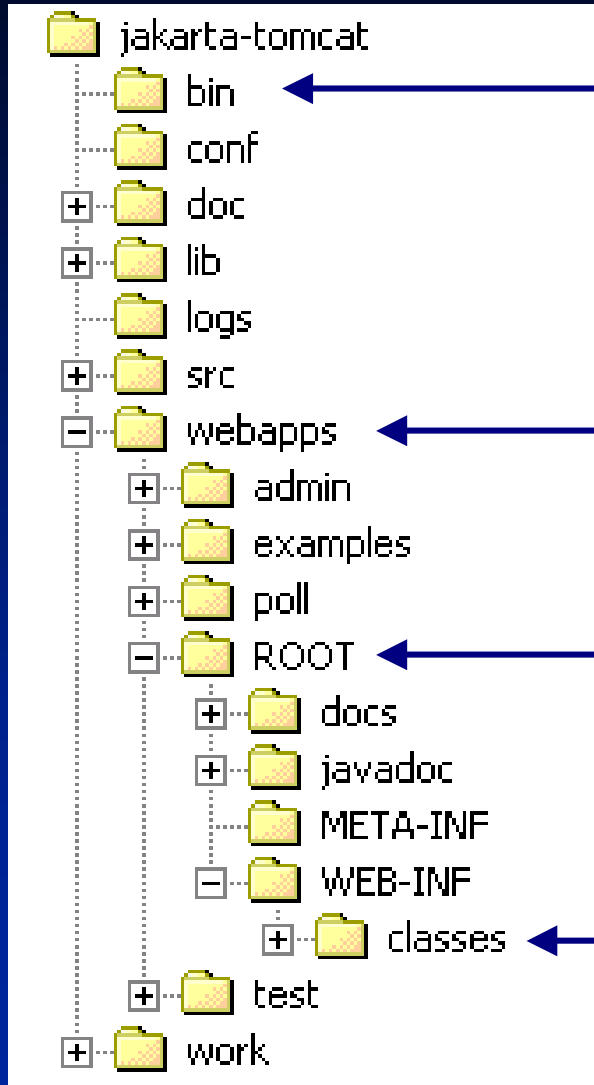 jakarta-tomcat
bin
conf
doc
lib
logs
src
webapps
admin
examples
poll
ROOT
docs
javadoc
META-INF
WEB-INF
classes
test
work